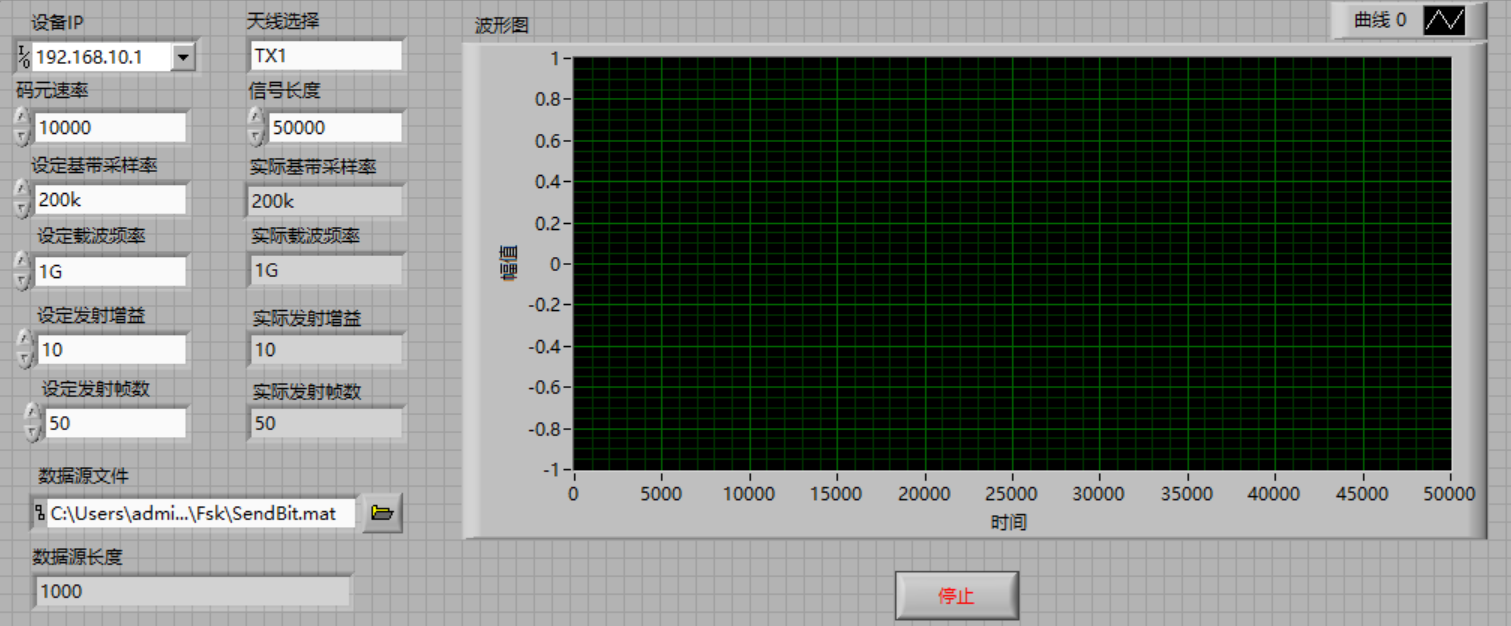 设备IP
192.168.10.1
天线选择
TX1
码元速率
10000
信号长度
50000
设定基带采样率
200k
实际基带采样率
200k
设定载波频率
1G
实际载波频率
1G
设定发射增益
10
实际发射增益
10
设定发射帧数
50
实际发射帧数
50
数据源文件
C:\Users\admi...\Fsk\SendBit.mat
数据源长度
1000
波形图
曲线 0
幅值
1
0.8
0.6
0.4
0.2
0
-0.2
-0.4
-0.6
-0.8
-1
0 5000 10000 15000 20000 25000 30000 35000 40000 45000 50000
时间
停止